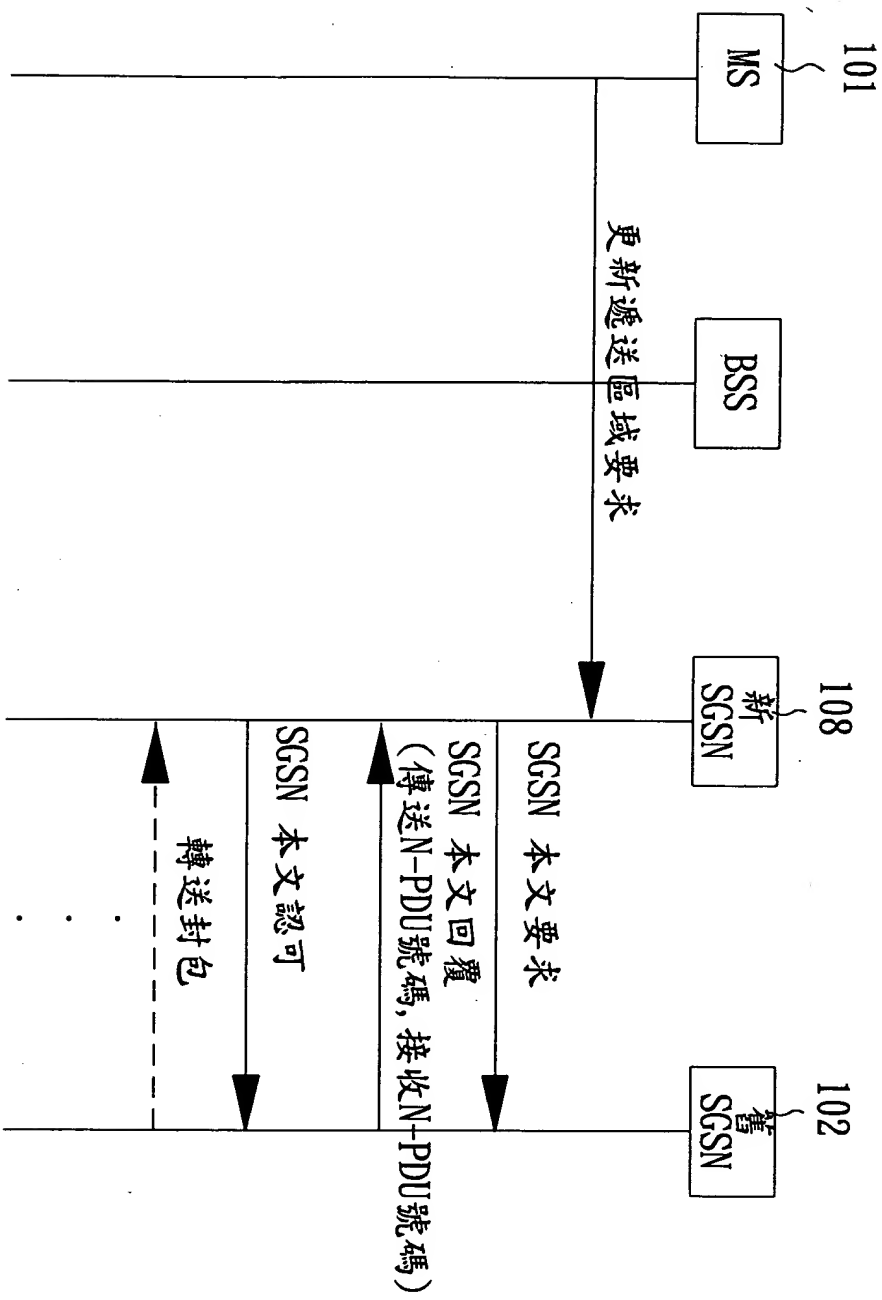 101
MS
BSS
108
新
SGSN
102
舊
SGSN
更新遞送區域要求
SGSN 本文要求
SGSN 本文回覆
(傳送N-PDU號碼, 接收N-PDU號碼)
SGSN 本文認可
轉送封包